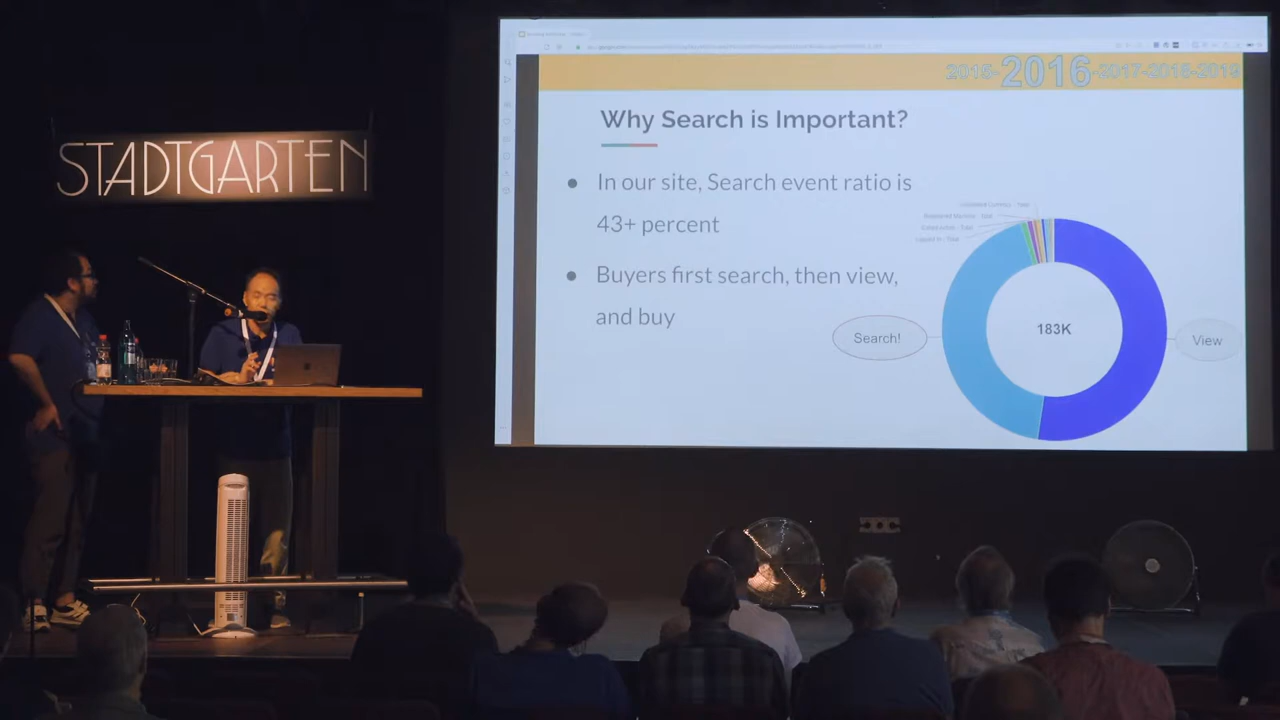 STADTGARTEN
2015-2016-2017-2018-2019
Why Search is Important?
● In our site, Search event ratio is
43+ percent
● Buyers first search, then view,
and buy
Search!
183K
View